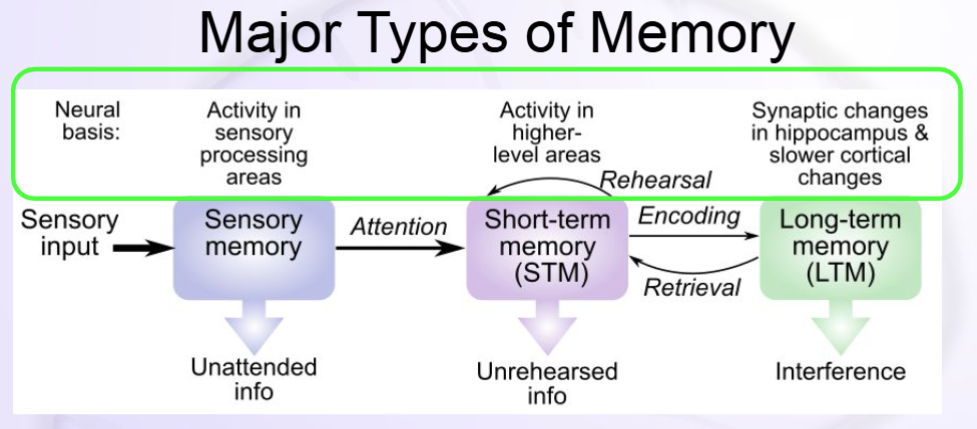 Major Types of Memory
Neural
basis:
Activity in
sensory
processing
areas
Activity in
higher-
level areas
Synaptic changes
in hippocampus &
slower cortical
changes
Rehearsal
Sensory
input
Sensory
memory
Attention
Short-term
memory
(STM)
Encoding
Retrieval
Long-term
memory
(LTM)
Unattended
info
Unrehearsed
info
Interference